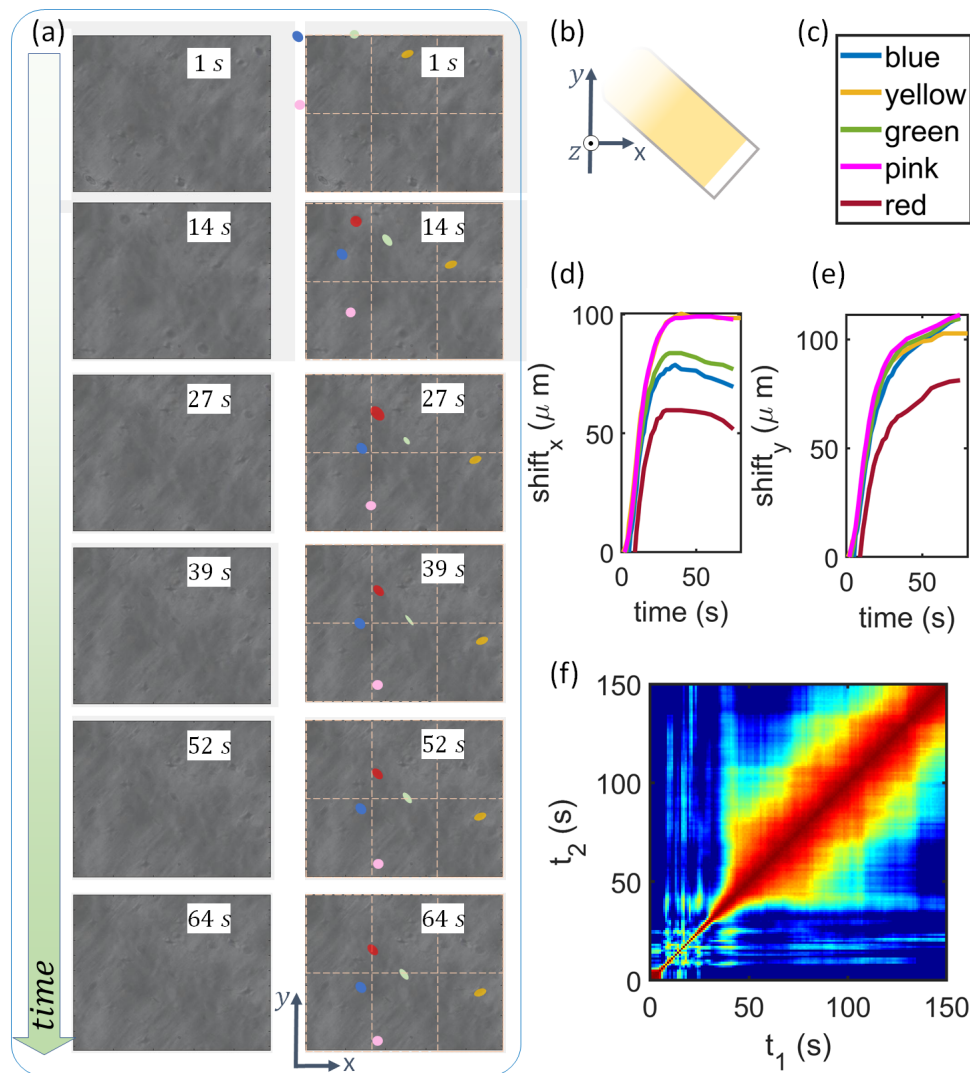 (a)
1 s
1 s
14 s
14 s
27 s
27 s
39 s
39 s
52 s
52 s
64 s
64 s
time
y
x
(b)
y
z
x
(c)
blue
yellow
green
pink
red
(d)
100
50
0
shift_x (μ m)
0 50
time (s)
(e)
100
50
0
shift_y (μ m)
0 50
time (s)
(f)
150
100
50
0
t_2 (s)
0 50 100 150
t_1 (s)